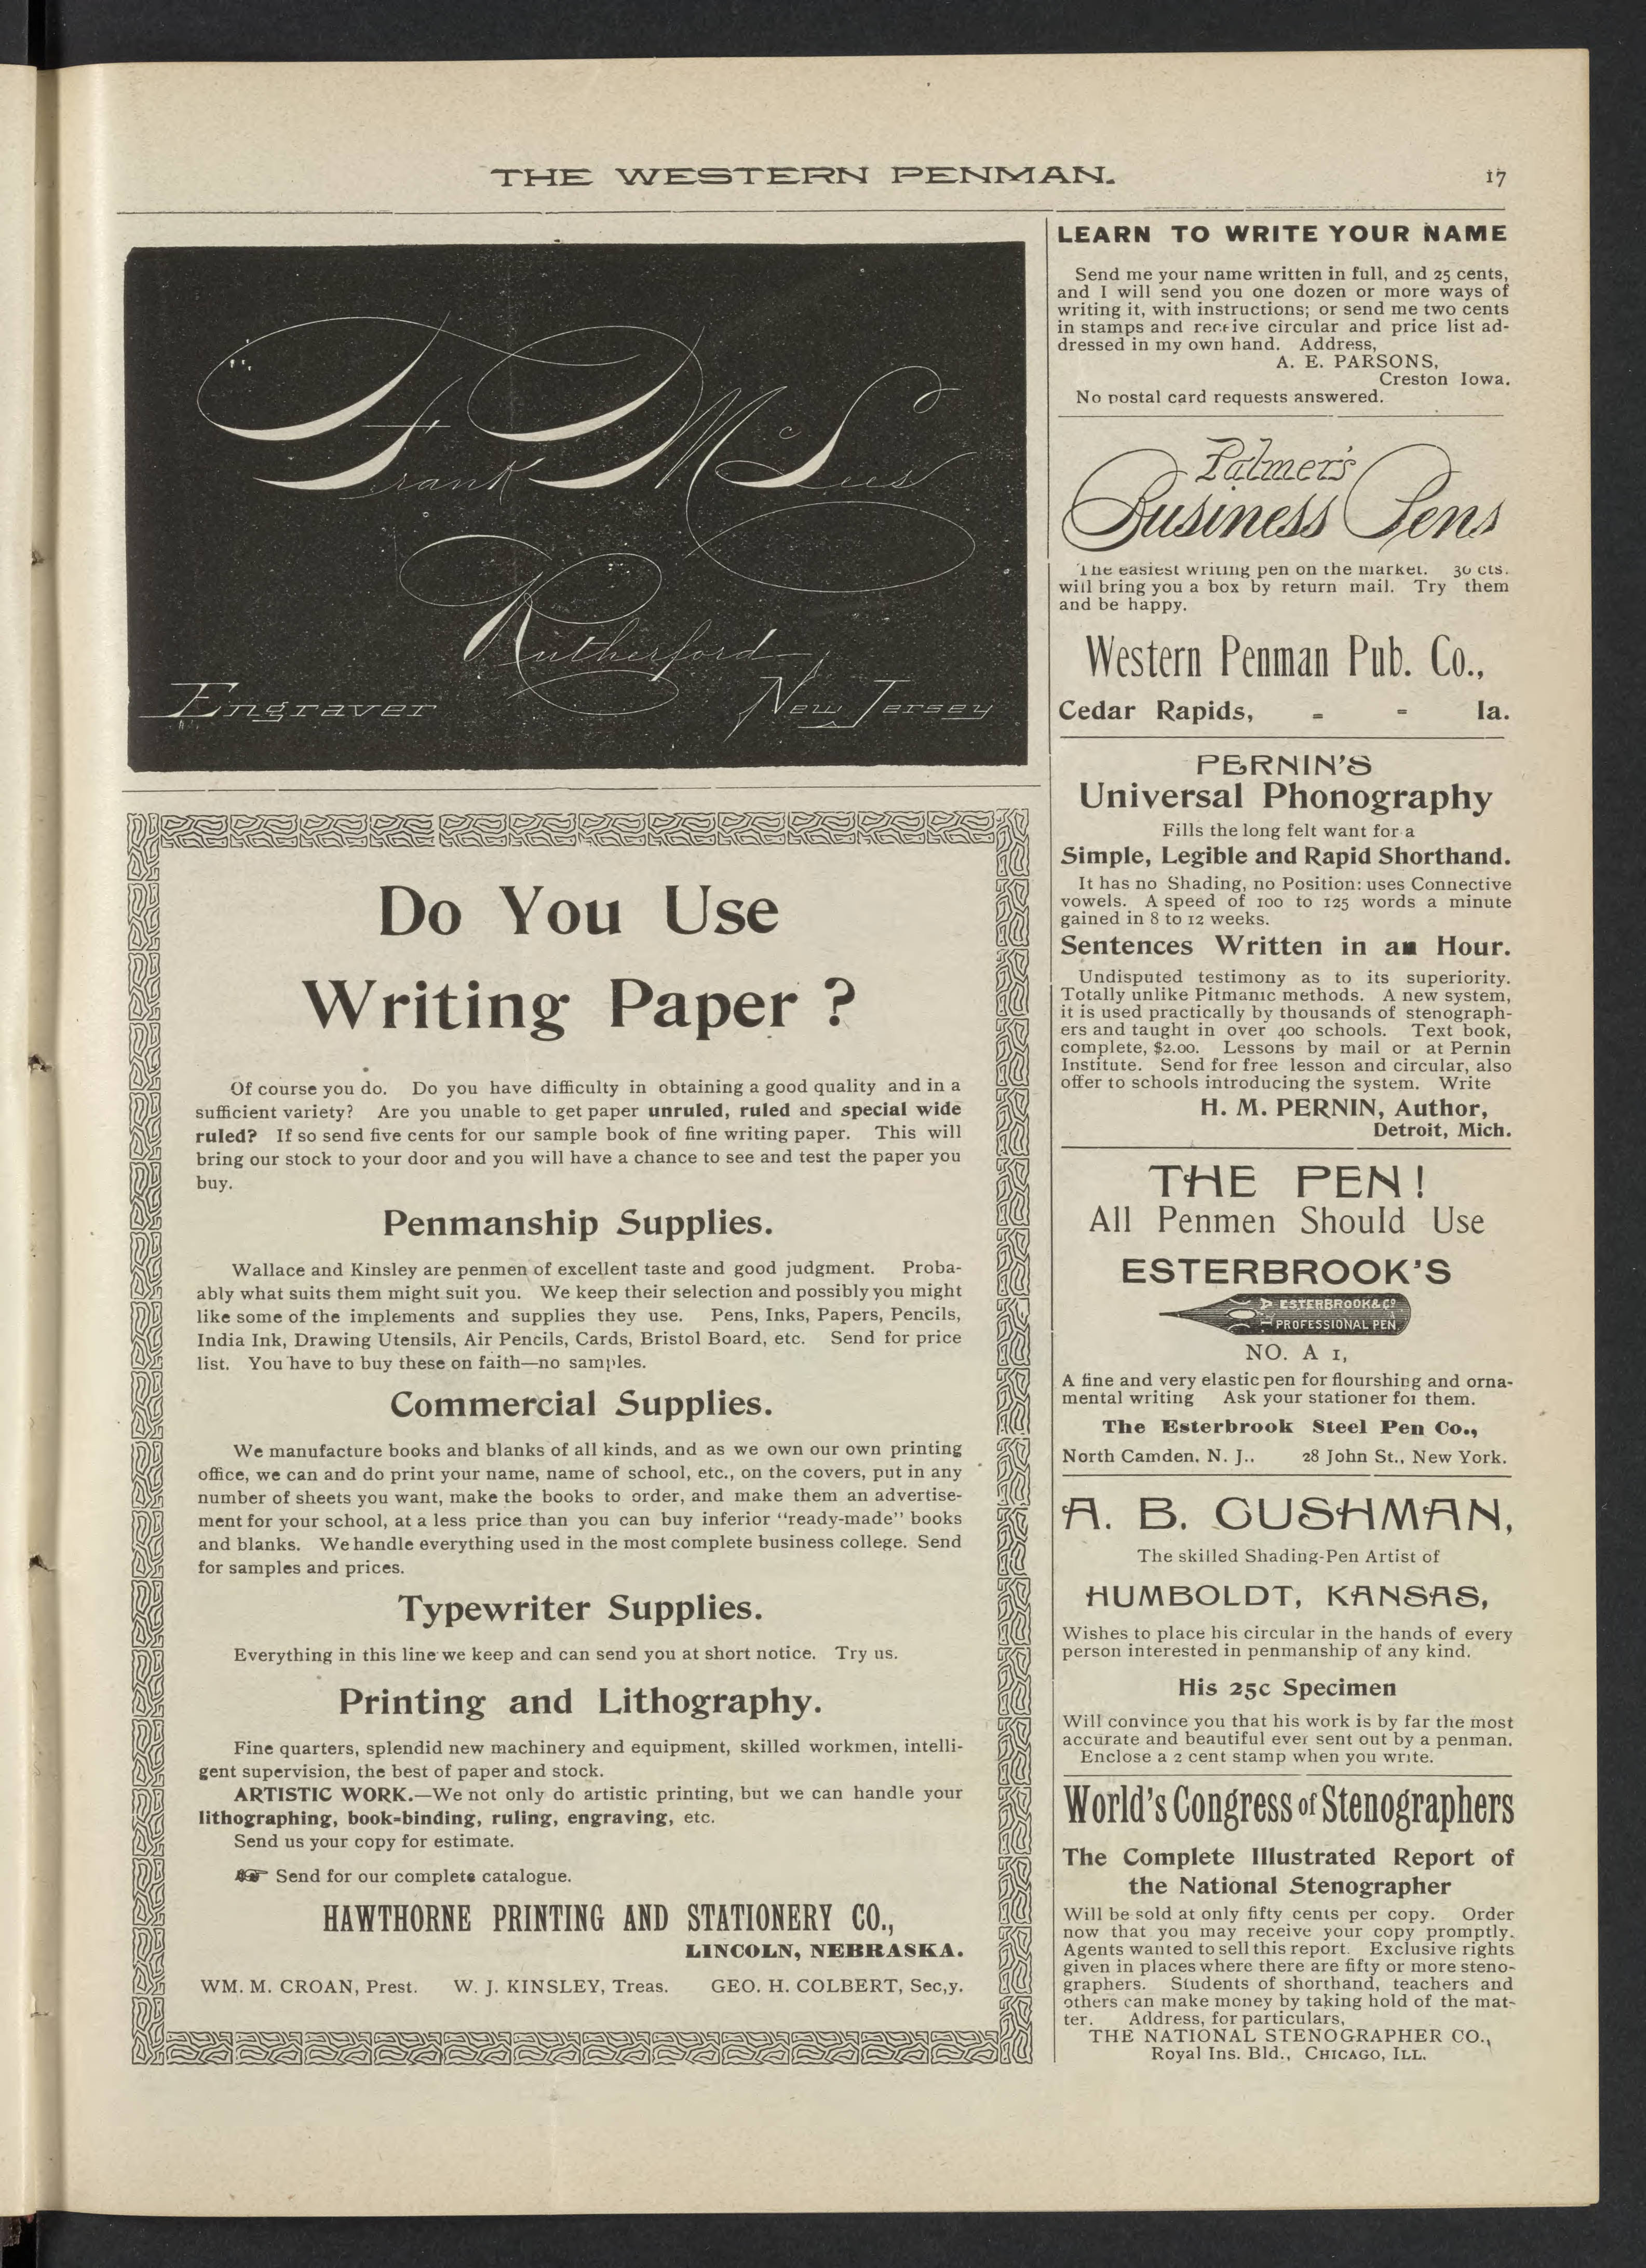 THE WESTERN PENMAN.
17
Frank D McLees
Rutherford
Engraver
New Jersey
Do You Use
Writing Paper ?
Of course you do. Do you have difficulty in obtaining a good quality and in a
sufficient variety? Are you unable to get paper unruled, ruled and special wide
ruled? If so send five cents for our sample book of fine writing paper. This will
bring our stock to your door and you will have a chance to see and test the paper you
buy.
Penmanship Supplies.
Wallace and Kinsley are penmen of excellent taste and good judgment. Proba-
ably what suits them might suit you. We keep their selection and possibly you might
like some of the implements and supplies they use. Pens, Inks, Papers, Pencils,
India Ink, Drawing Utensils, Air Pencils, Cards, Bristol Board, etc. Send for price
list. You have to buy these on faith—no samples.
Commercial Supplies.
We manufacture books and blanks of all kinds, and as we own our own printing
office, we can and do print your name, name of school, etc., on the covers, put in any
number of sheets you want, make the books to order, and make them an advertise-
ment for your school, at a less price than you can buy inferior "ready-made" books
and blanks. We handle everything used in the most complete business college. Send
for samples and prices.
Typewriter Supplies.
Everything in this line we keep and can send you at short notice. Try us.
Printing and Lithography.
Fine quarters, splendid new machinery and equipment, skilled workmen, intelli-
gent supervision, the best of paper and stock.
ARTISTIC WORK.—We not only do artistic printing, but we can handle your
lithographing, book-binding, ruling, engraving, etc.
Send us your copy for estimate.
☞ Send for our complete catalogue.
HAWTHORNE PRINTING AND STATIONERY CO.,
LINCOLN, NEBRASKA.
WM. M. CROAN, Prest. W. J. KINSLEY, Treas. GEO. H. COLBERT, Sec,y.
LEARN TO WRITE YOUR NAME
Send me your name written in full, and 25 cents,
and I will send you one dozen or more ways of
writing it, with instructions; or send me two cents
in stamps and receive circular and price list ad-
dressed in my own hand. Address,
A. E. PARSONS,
Creston Iowa.
No postal card requests answered.
Palmer's
Business Pens
The easiest writing pen on the market. 30 cts.
will bring you a box by return mail. Try them
and be happy.
Western Penman Pub. Co.,
Cedar Rapids, - - Ia.
PERNIN'S
Universal Phonography
Fills the long felt want for a
Simple, Legible and Rapid Shorthand.
It has no Shading, no Position: uses Connective
vowels. A speed of 100 to 125 words a minute
gained in 8 to 12 weeks.
Sentences Written in an Hour.
Undisputed testimony as to its superiority.
Totally unlike Pitmanic methods. A new system,
it is used practically by thousands of stenograph-
ers and taught in over 400 schools. Text book,
complete, $2.00. Lessons by mail or at Pernin
Institute. Send for free lesson and circular, also
offer to schools introducing the system. Write
H. M. PERNIN, Author,
Detroit, Mich.
THE PEN!
All Penmen Should Use
ESTERBROOK'S
ESTERBROOK & CO
A 1 PROFESSIONAL PEN
NO. A 1,
A fine and very elastic pen for flourshing and orna-
mental writing Ask your stationer for them.
The Esterbrook Steel Pen Co.,
North Camden, N. J.. 28 John St., New York.
A. B. CUSHMAN,
The skilled Shading-Pen Artist of
HUMBOLDT, KANSAS,
Wishes to place his circular in the hands of every
person interested in penmanship of any kind.
His 25c Specimen
Will convince you that his work is by far the most
accurate and beautiful ever sent out by a penman.
Enclose a 2 cent stamp when you write.
World's Congress of Stenographers
The Complete Illustrated Report of
the National Stenographer
Will be sold at only fifty cents per copy. Order
now that you may receive your copy promptly.
Agents wanted to sell this report. Exclusive rights
given in places where there are fifty or more steno-
graphers. Students of shorthand, teachers and
others can make money by taking hold of the mat-
ter. Address, for particulars,
THE NATIONAL STENOGRAPHER CO.,
Royal Ins. Bld., CHICAGO, ILL.